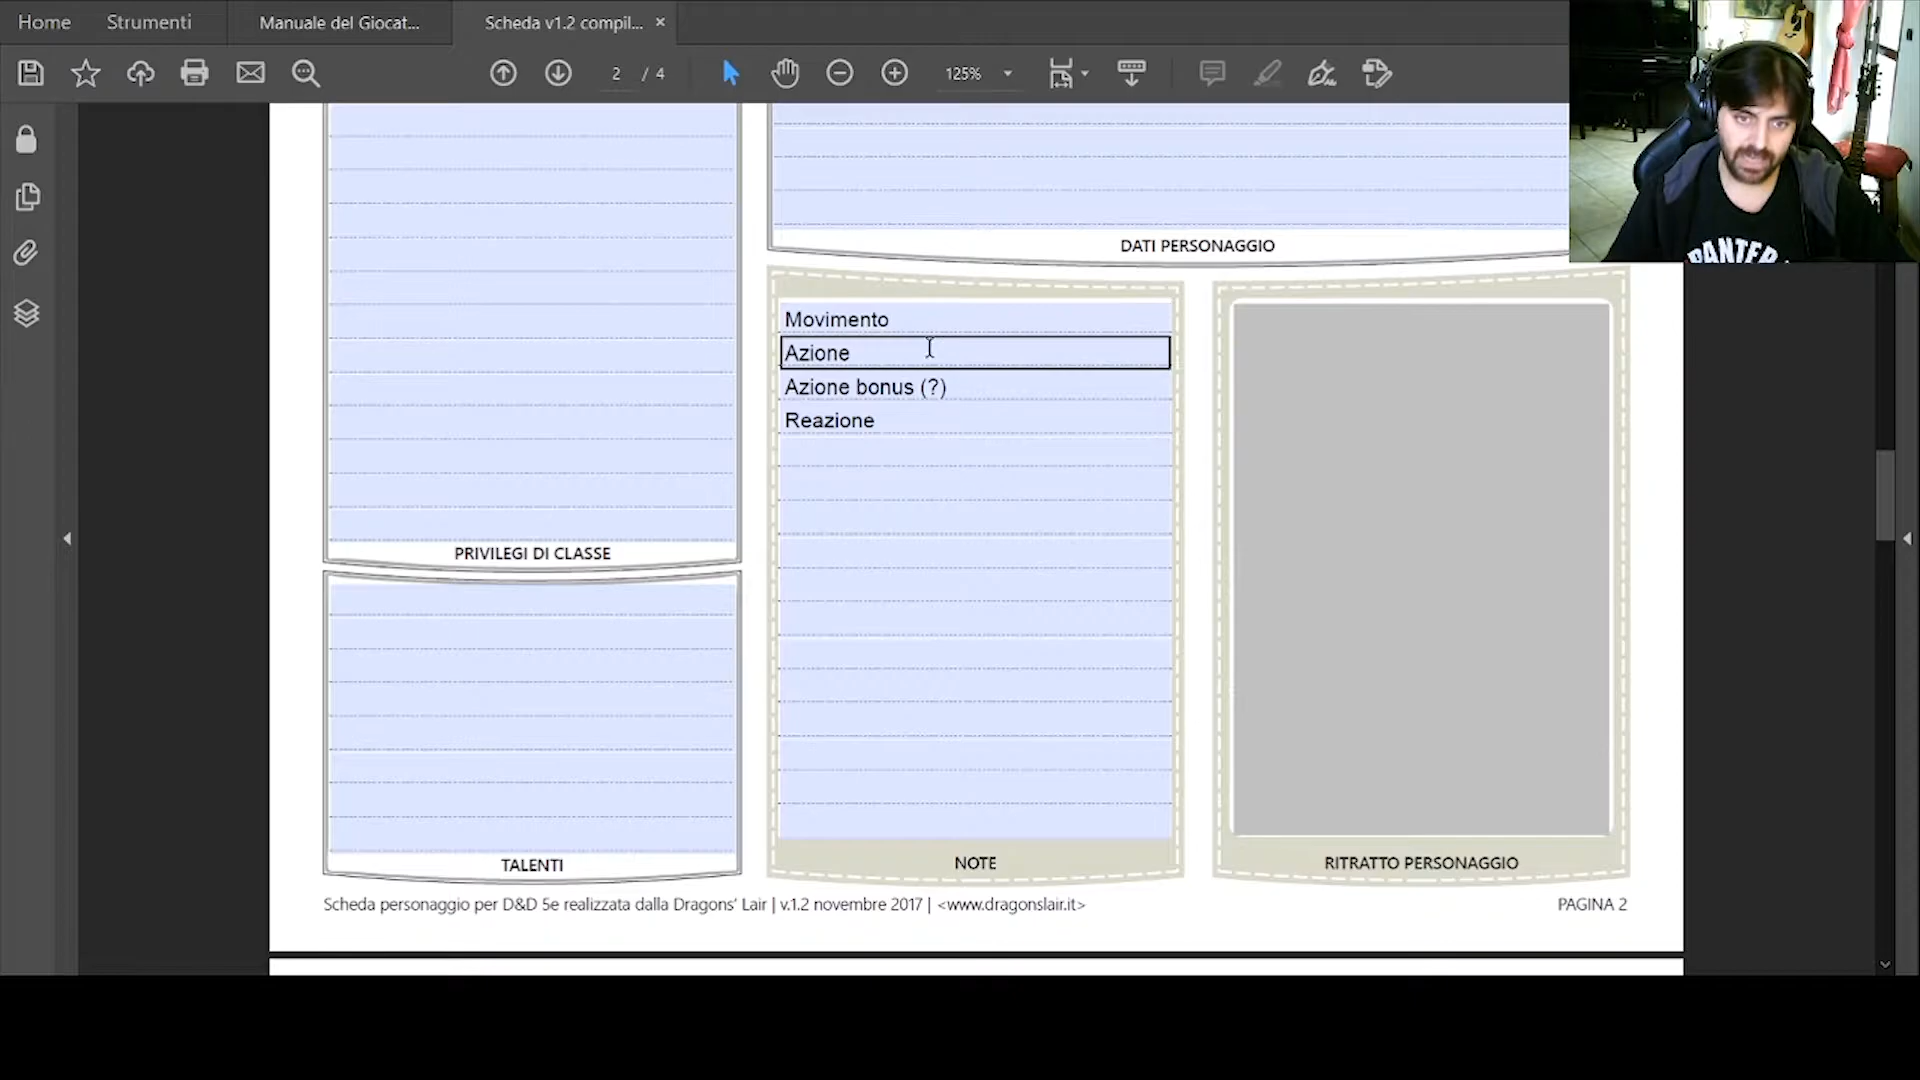 Home
Strumenti
Manuale del Giocat...
Scheda v1.2 compil...
2 / 4
125%
DATI PERSONAGGIO
Movimento
Azione
Azione bonus (?)
Reazione
PRIVILEGI DI CLASSE
TALENTI
NOTE
RITRATTO PERSONAGGIO
Scheda personaggio per D&D 5e realizzata dalla Dragons' Lair | v.1.2 novembre 2017 | <www.dragonslair.it>
PAGINA 2
PANTER